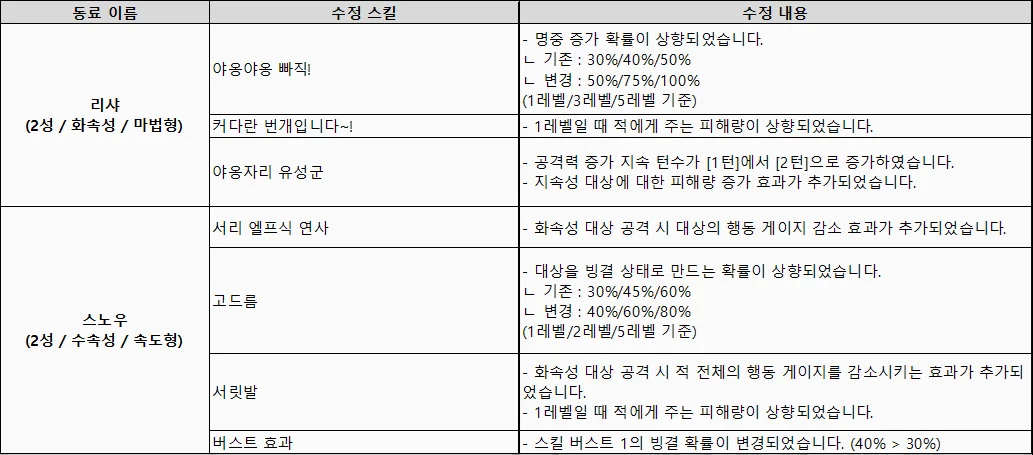 동료 이름
수정 스킬
수정 내용
리샤
(2성 / 화속성 / 마법형)
야옹야옹 빠직!
- 명중 증가 확률이 상향되었습니다.
ㄴ 기존 : 30%/40%/50%
ㄴ 변경 : 50%/75%/100%
(1레벨/3레벨/5레벨 기준)
커다란 번개입니다~!
- 1레벨일 때 적에게 주는 피해량이 상향되었습니다.
야옹자리 유성군
- 공격력 증가 지속 턴수가 [1턴]에서 [2턴]으로 증가하였습니다.
- 지속성 대상에 대한 피해량 증가 효과가 추가되었습니다.
스노우
(2성 / 수속성 / 속도형)
서리 엘프식 연사
- 화속성 대상 공격 시 대상의 행동 게이지 감소 효과가 추가되었습니다.
고드름
- 대상을 빙결 상태로 만드는 확률이 상향되었습니다.
ㄴ 기존 : 30%/45%/60%
ㄴ 변경 : 40%/60%/80%
(1레벨/2레벨/5레벨 기준)
서릿발
- 화속성 대상 공격 시 적 전체의 행동 게이지를 감소시키는 효과가 추가되
었습니다.
- 1레벨일 때 적에게 주는 피해량이 상향되었습니다.
버스트 효과
- 스킬 버스트 1의 빙결 확률이 변경되었습니다. (40% > 30%)